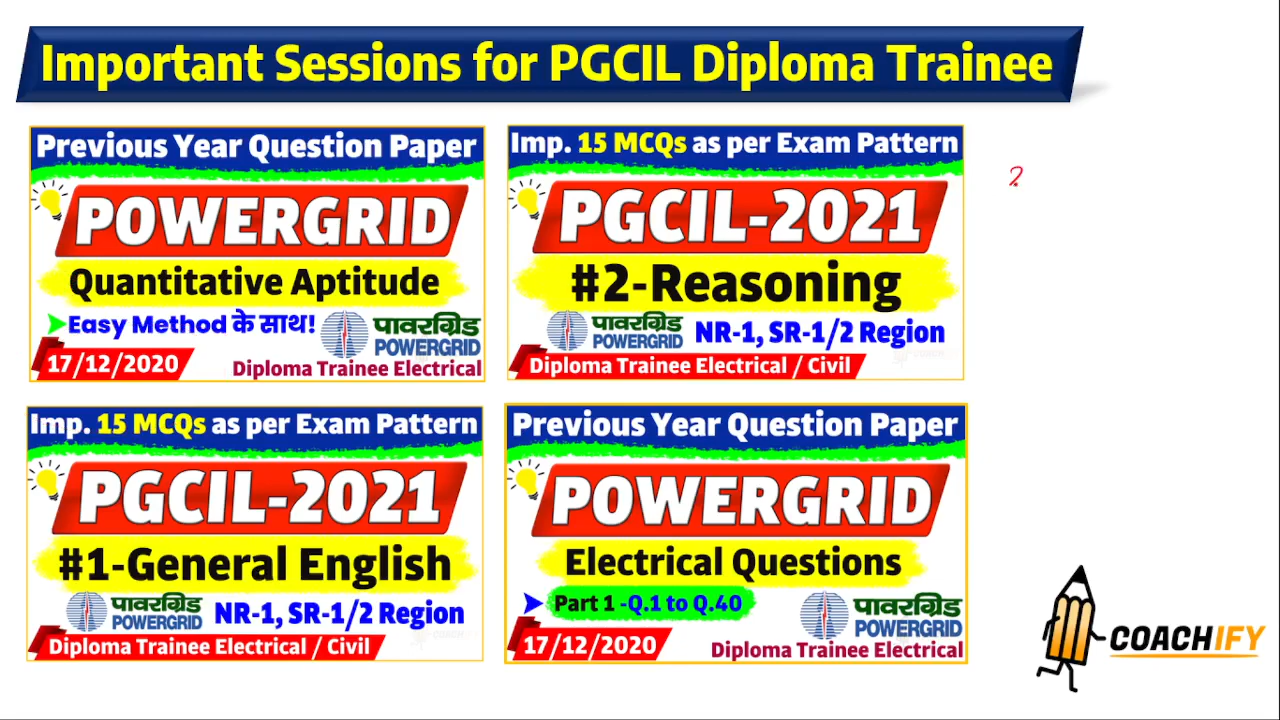 Important Sessions for PGCIL Diploma Trainee
Previous Year Question Paper
POWERGRID
Quantitative Aptitude
Easy Method के साथ!
पावरग्रिड
POWERGRID
17/12/2020
Diploma Trainee Electrical
Imp. 15 MCQs as per Exam Pattern
PGCIL-2021
#2-Reasoning
पावरग्रिड
POWERGRID
NR-1, SR-1/2 Region
Diploma Trainee Electrical / Civil
2
Imp. 15 MCQs as per Exam Pattern
PGCIL-2021
#1-General English
पावरग्रिड
POWERGRID
NR-1, SR-1/2 Region
Diploma Trainee Electrical / Civil
Previous Year Question Paper
POWERGRID
Electrical Questions
Part 1 -Q.1 to Q.40
पावरग्रिड
POWERGRID
17/12/2020
Diploma Trainee Electrical
COACHIFY